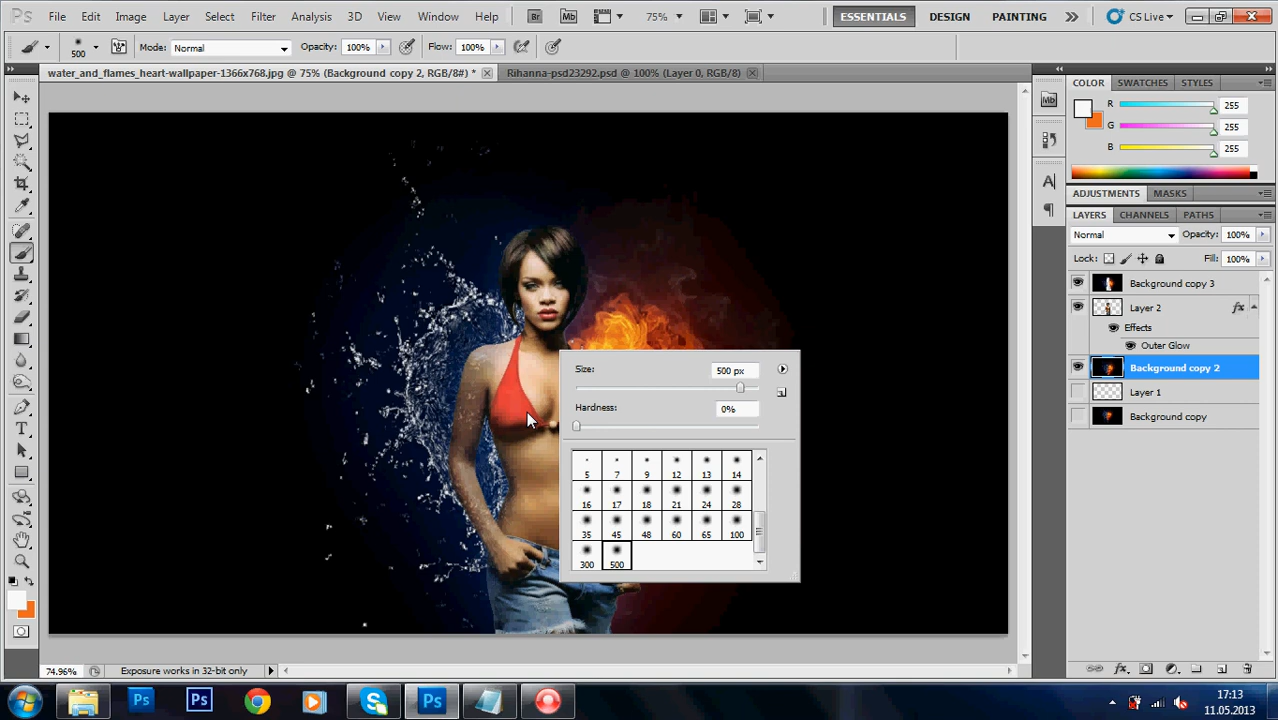 Ps File Edit Image Layer Select Filter Analysis 3D View Window Help Br Mb 75% ESSENTIALS DESIGN PAINTING CS Live
500 Mode: Normal Opacity: 100% Flow: 100%
water_and_flames_heart-wallpaper-1366x768.jpg @ 75% (Background copy 2, RGB/8#) * Rihanna-psd23292.psd @ 100% (Layer 0, RGB/8)
COLOR SWATCHES STYLES
Mb
R 255
G 255
B 255
A
ADJUSTMENTS MASKS
LAYERS CHANNELS PATHS
Normal Opacity: 100%
Lock: Fill: 100%
Background copy 3
Layer 2 fx
Effects
Outer Glow
Background copy 2
Layer 1
Background copy
Size: 500 px
Hardness: 0%
5 7 9 12 13 14
16 17 18 21 24 28
35 45 48 60 65 100
300 500
T
74.96% Exposure works in 32-bit only
fx
Ps Ps S Ps
17:13
11.05.2013